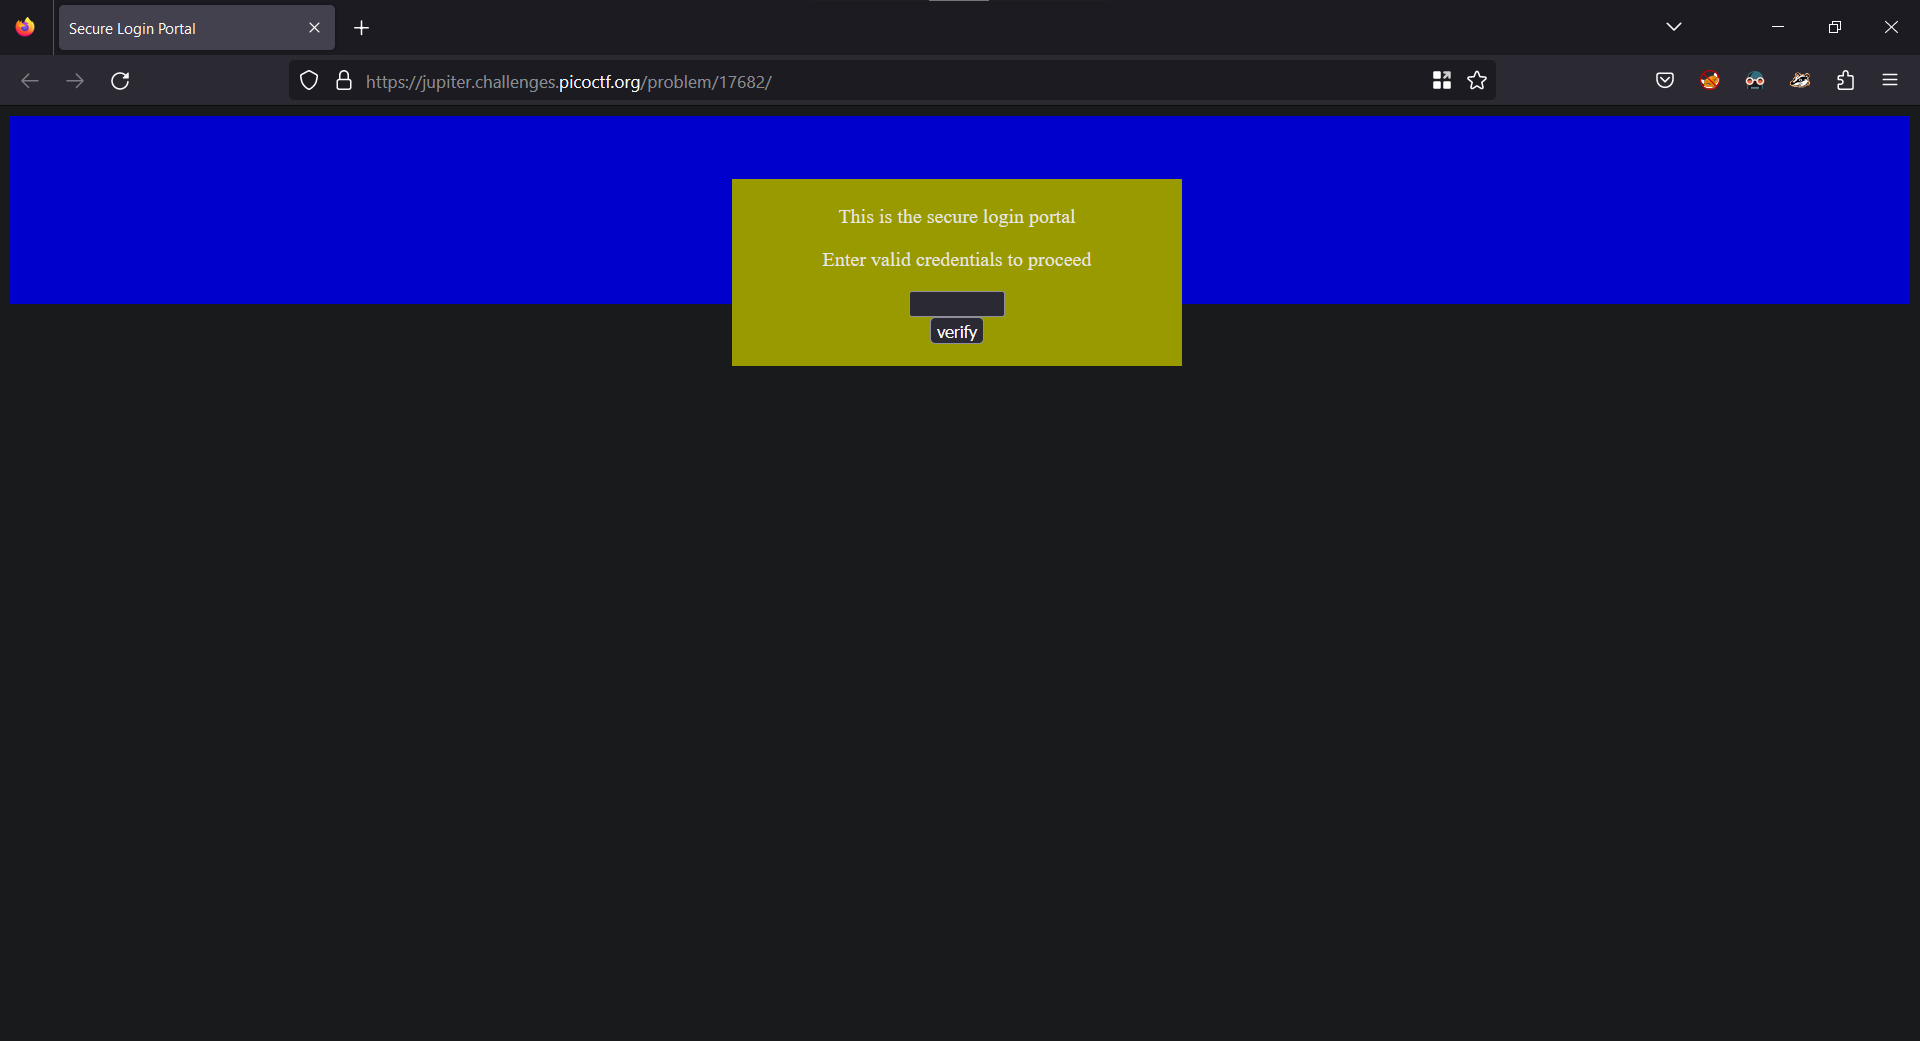 Secure Login Portal
https://jupiter.challenges.picoctf.org/problem/17682/
This is the secure login portal
Enter valid credentials to proceed
verify